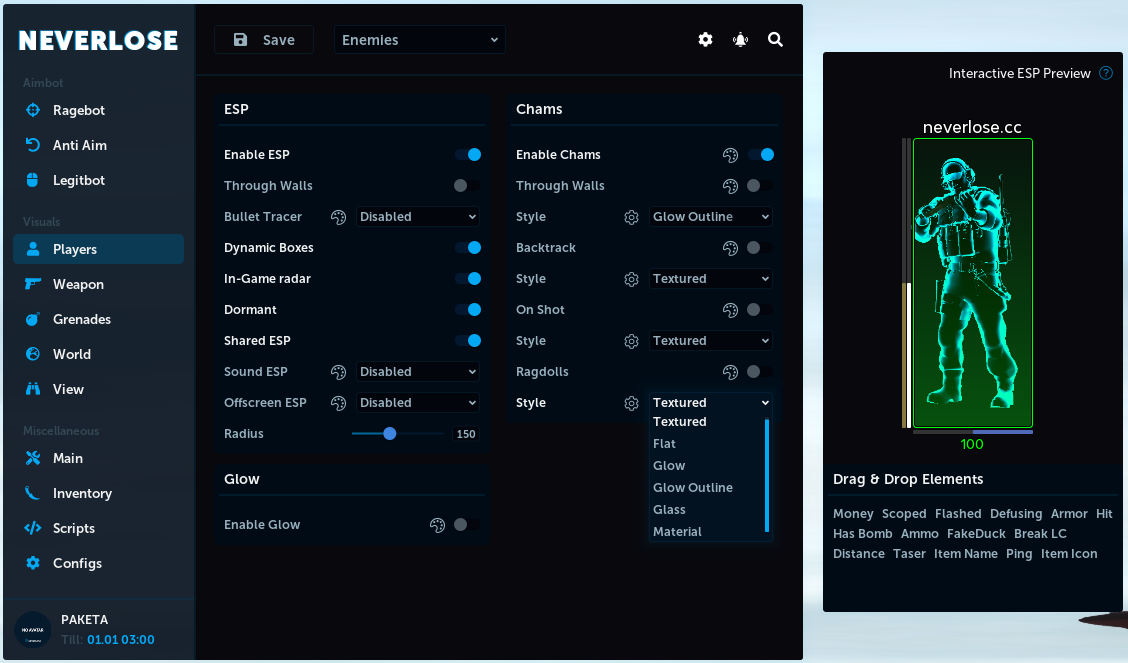 NEVERLOSE
Aimbot
Ragebot
Anti Aim
Legitbot
Visuals
Players
Weapon
Grenades
World
View
Miscellaneous
Main
Inventory
Scripts
Configs
NO AVATAR
PAKETA
Till: 01.01 03:00
Save
Enemies
ESP
Enable ESP
Through Walls
Bullet Tracer Disabled
Dynamic Boxes
In-Game radar
Dormant
Shared ESP
Sound ESP Disabled
Offscreen ESP Disabled
Radius 150
Glow
Enable Glow
Chams
Enable Chams
Through Walls
Style Glow Outline
Backtrack
Style Textured
On Shot
Style Textured
Ragdolls
Style Textured
Textured
Flat
Glow
Glow Outline
Glass
Material
Interactive ESP Preview ?
neverlose.cc
100
Drag & Drop Elements
Money Scoped Flashed Defusing Armor Hit
Has Bomb Ammo FakeDuck Break LC
Distance Taser Item Name Ping Item Icon